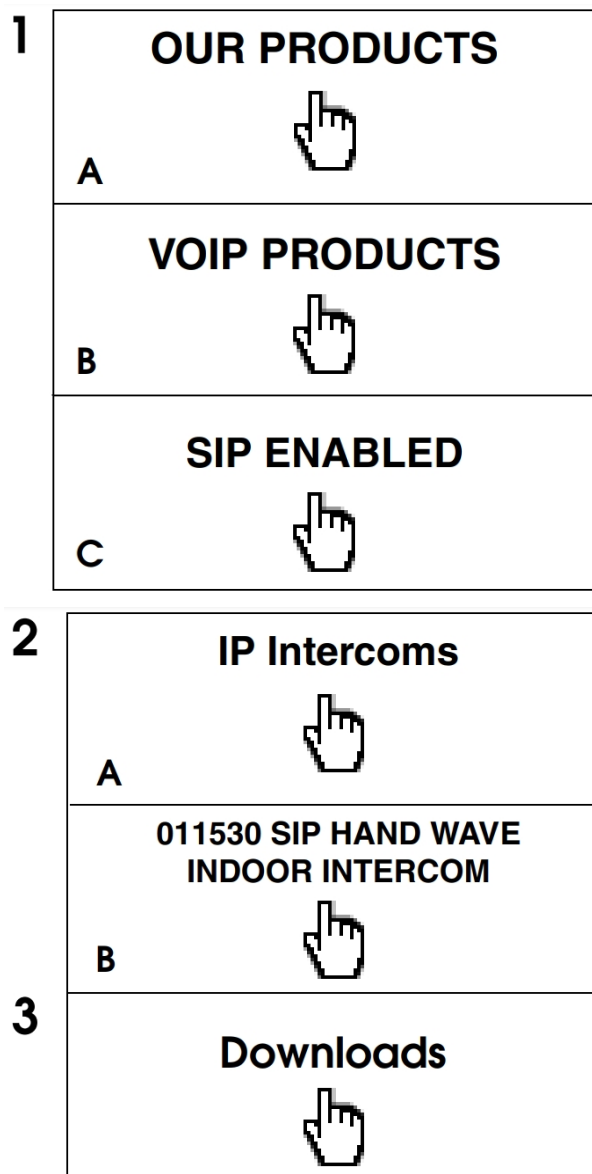 1
OUR PRODUCTS
A
VOIP PRODUCTS
B
SIP ENABLED
C
2
IP Intercoms
A
011530 SIP HAND WAVE
INDOOR INTERCOM
B
3
Downloads